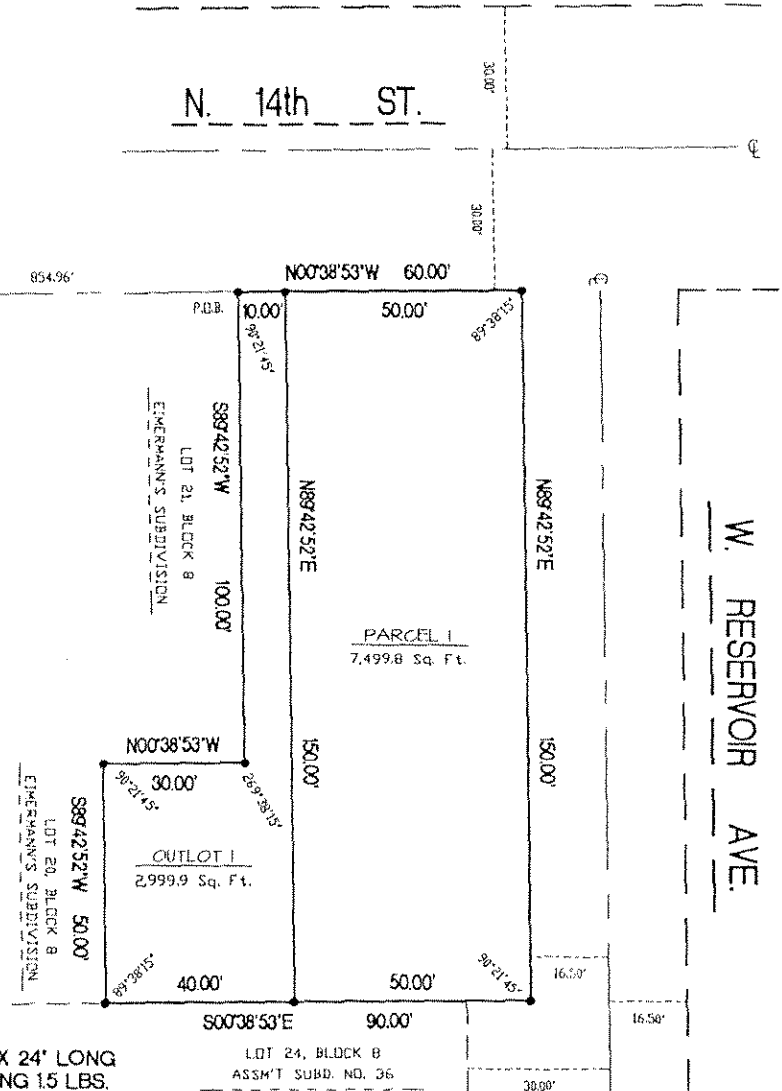 30.00'
N. 14th ST.
℄
30.00'
854.96'
N00°38'53"W 60.00'
℄
P.O.B.
10.00'
50.00'
90°21'45"
89°38'15"
S89°42'52"W 100.00'
LOT 21, BLOCK 8
EIMERMANN'S SUBDIVISION
N89°42'52"E 150.00'
N89°42'52"E 150.00'
W. RESERVOIR AVE.
PARCEL 1
7,499.8 Sq. Ft.
N00°38'53"W
30.00'
90°21'45"
269°38'15"
OUTLOT 1
2,999.9 Sq. Ft.
S89°42'52"W 50.00'
LOT 20, BLOCK 8
EIMERMANN'S SUBDIVISION
89°38'15"
40.00'
50.00'
90°21'45"
16.50'
16.50'
S00°38'53"E 90.00'
X 24" LONG
NG 1.5 LBS.
LOT 24, BLOCK 8
ASSM'T SUBD. NO. 36
30.00'